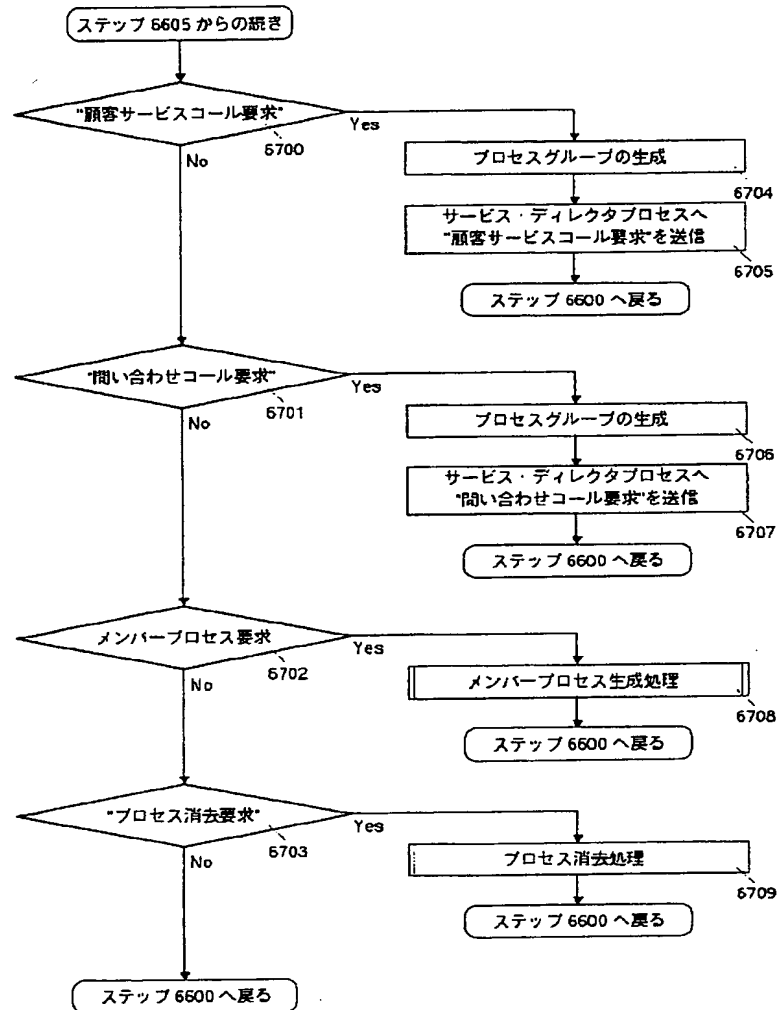 ステップ 6605 からの続き
"顧客サービスコール要求"
Yes
6700
No
プロセスグループの生成
6704
サービス・ディレクタプロセスへ
"顧客サービスコール要求"を送信
6705
ステップ 6600 へ戻る
"問い合わせコール要求"
Yes
6701
No
プロセスグループの生成
6706
サービス・ディレクタプロセスへ
"問い合わせコール要求"を送信
6707
ステップ 6600 へ戻る
メンバープロセス要求
Yes
6702
No
メンバープロセス生成処理
6708
ステップ 6600 へ戻る
"プロセス消去要求"
Yes
6703
No
プロセス消去処理
6709
ステップ 6600 へ戻る
ステップ 6600 へ戻る